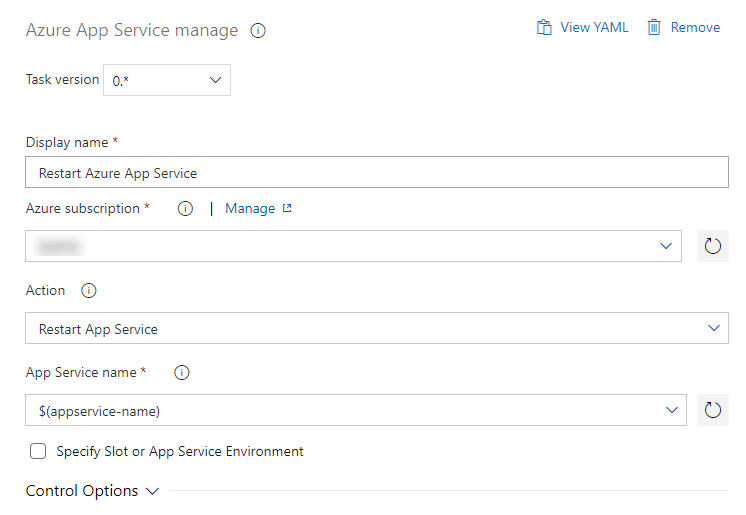 Azure App Service manage
View YAML
Remove
Task version 0.*
Display name *
Restart Azure App Service
Azure subscription * | Manage
Action
Restart App Service
App Service name *
$(appservice-name)
Specify Slot or App Service Environment
Control Options